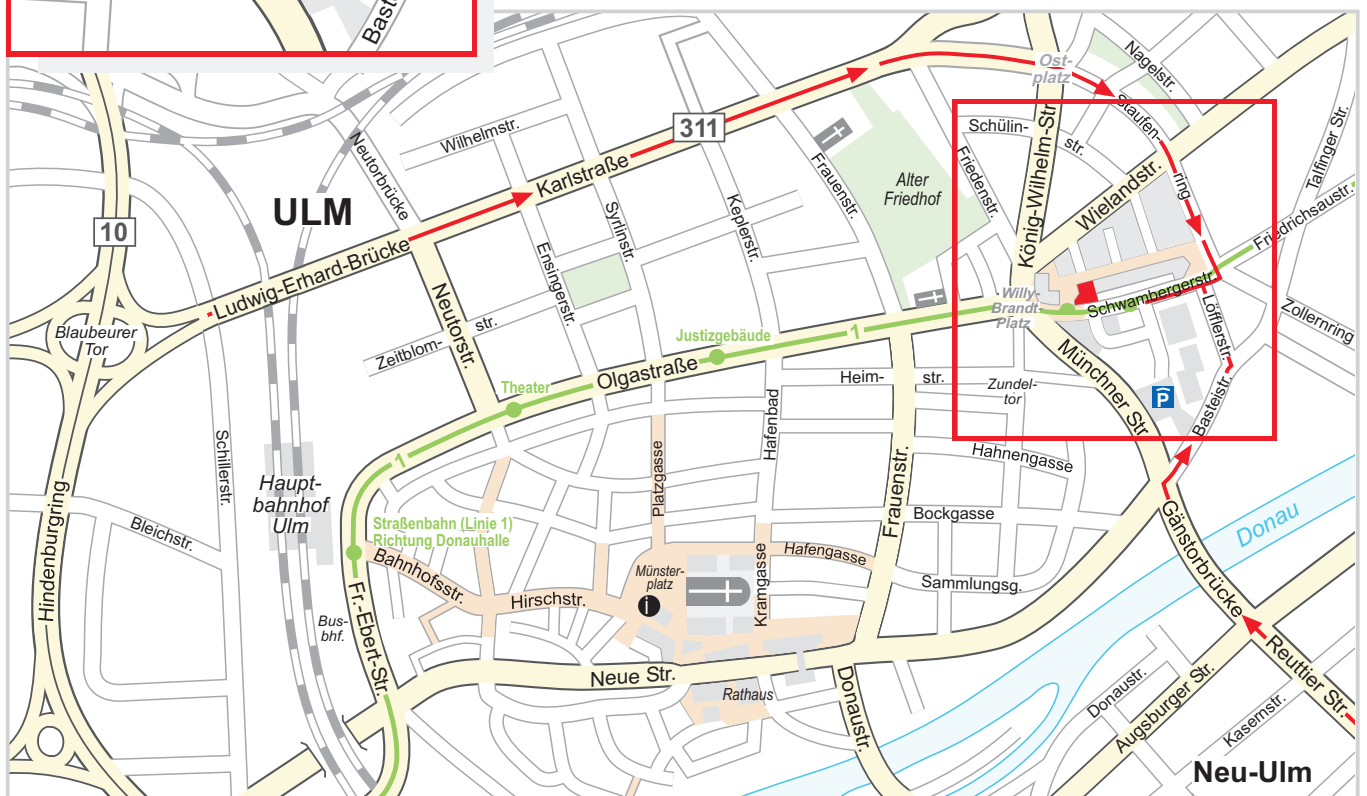 Bast
Ost-
platz
Nagelstr.
Staufen-
ring
311
Wilhelmstr.
Karlstraße
Neutorbrücke
ULM
10
Ludwig-Erhard-Brücke
Syrlinstr.
Ensingerstr.
Keplerstr.
Frauenstr.
Alter
Friedhof
Friedenstr.
Schülin-
str.
König-Wilhelm-Str.
Wielandstr.
Talfinger Str.
Friedrichsaustr.
Blaubeurer
Tor
Neutorstr.
Zeitblom-
str.
Justizgebäude
1
Willy-
Brandt
Platz
Schwambergerstr.
Löfflerstr.
Zollernring
Theater
Olgastraße
Heim-
str.
Zundel-
tor
Münchner Str.
P
Basteistr.
Schillerstr.
1
Platzgasse
Hafenbad
Hahnengasse
Haupt-
bahnhof
Ulm
Straßenbahn (Linie 1)
Richtung Donauhalle
Bleichstr.
Hindenburgring
Bahnhofsstr.
Frauenstr.
Bockgasse
Gänstorbrücke
Donau
Hafengasse
Sammlungsg.
Münster-
platz
i
Kramgasse
Hirschstr.
Fr.-Ebert-Str.
Bus-
bhf.
Neue Str.
Rathaus
Donaustr.
Donaustr.
Augsburger Str.
Reuttier Str.
Kasernstr.
Neu-Ulm